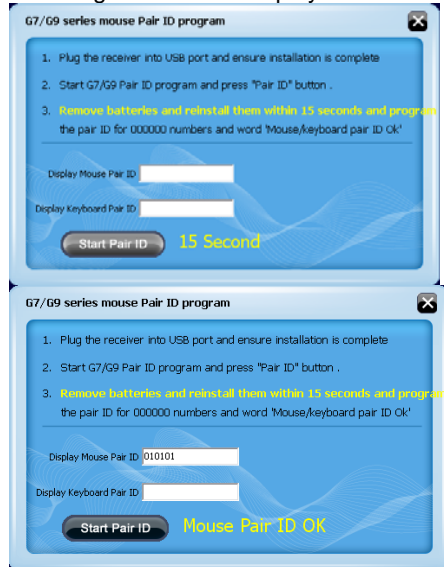 G7/G9 series mouse Pair ID program
1. Plug the receiver into USB port and ensure installation is complete
2. Start G7/G9 Pair ID program and press "Pair ID" button .
3. Remove batteries and reinstall them within 15 seconds and program
the pair ID for 000000 numbers and word 'Mouse/keyboard pair ID Ok'
Display Mouse Pair ID
Display Keyboard Pair ID
Start Pair ID 15 Second
G7/G9 series mouse Pair ID program
1. Plug the receiver into USB port and ensure installation is complete
2. Start G7/G9 Pair ID program and press "Pair ID" button .
3. Remove batteries and reinstall them within 15 seconds and program
the pair ID for 000000 numbers and word 'Mouse/keyboard pair ID Ok'
Display Mouse Pair ID 010101
Display Keyboard Pair ID
Start Pair ID Mouse Pair ID OK